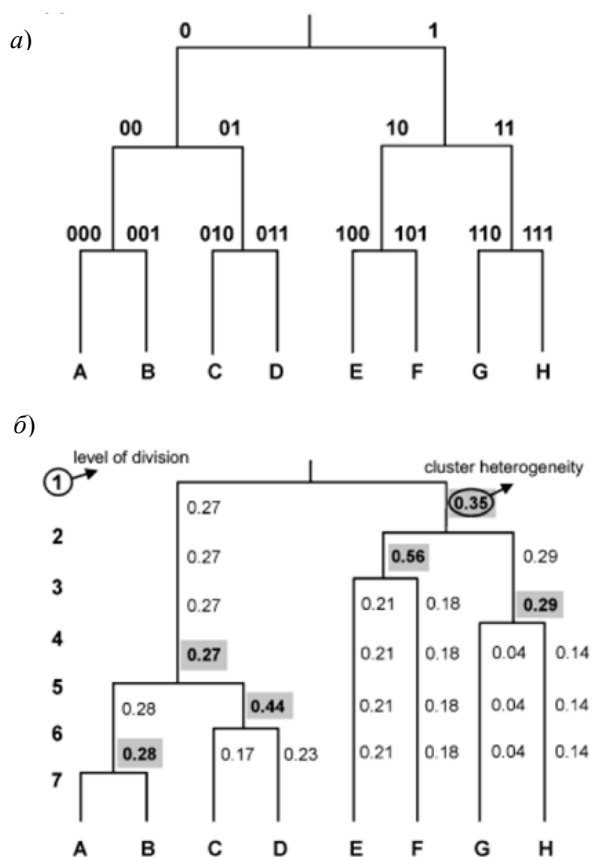 а)
0 1
00 01 10 11
000 001 010 011 100 101 110 111
A B C D E F G H
б)
level of division
cluster heterogeneity
1
0.27 0.35
2
0.27 0.56 0.29
3
0.27 0.21 0.18 0.29
4
0.27 0.21 0.18 0.04 0.14
5
0.28 0.44 0.21 0.18 0.04 0.14
6
0.28 0.17 0.23 0.21 0.18 0.04 0.14
7
A B C D E F G H